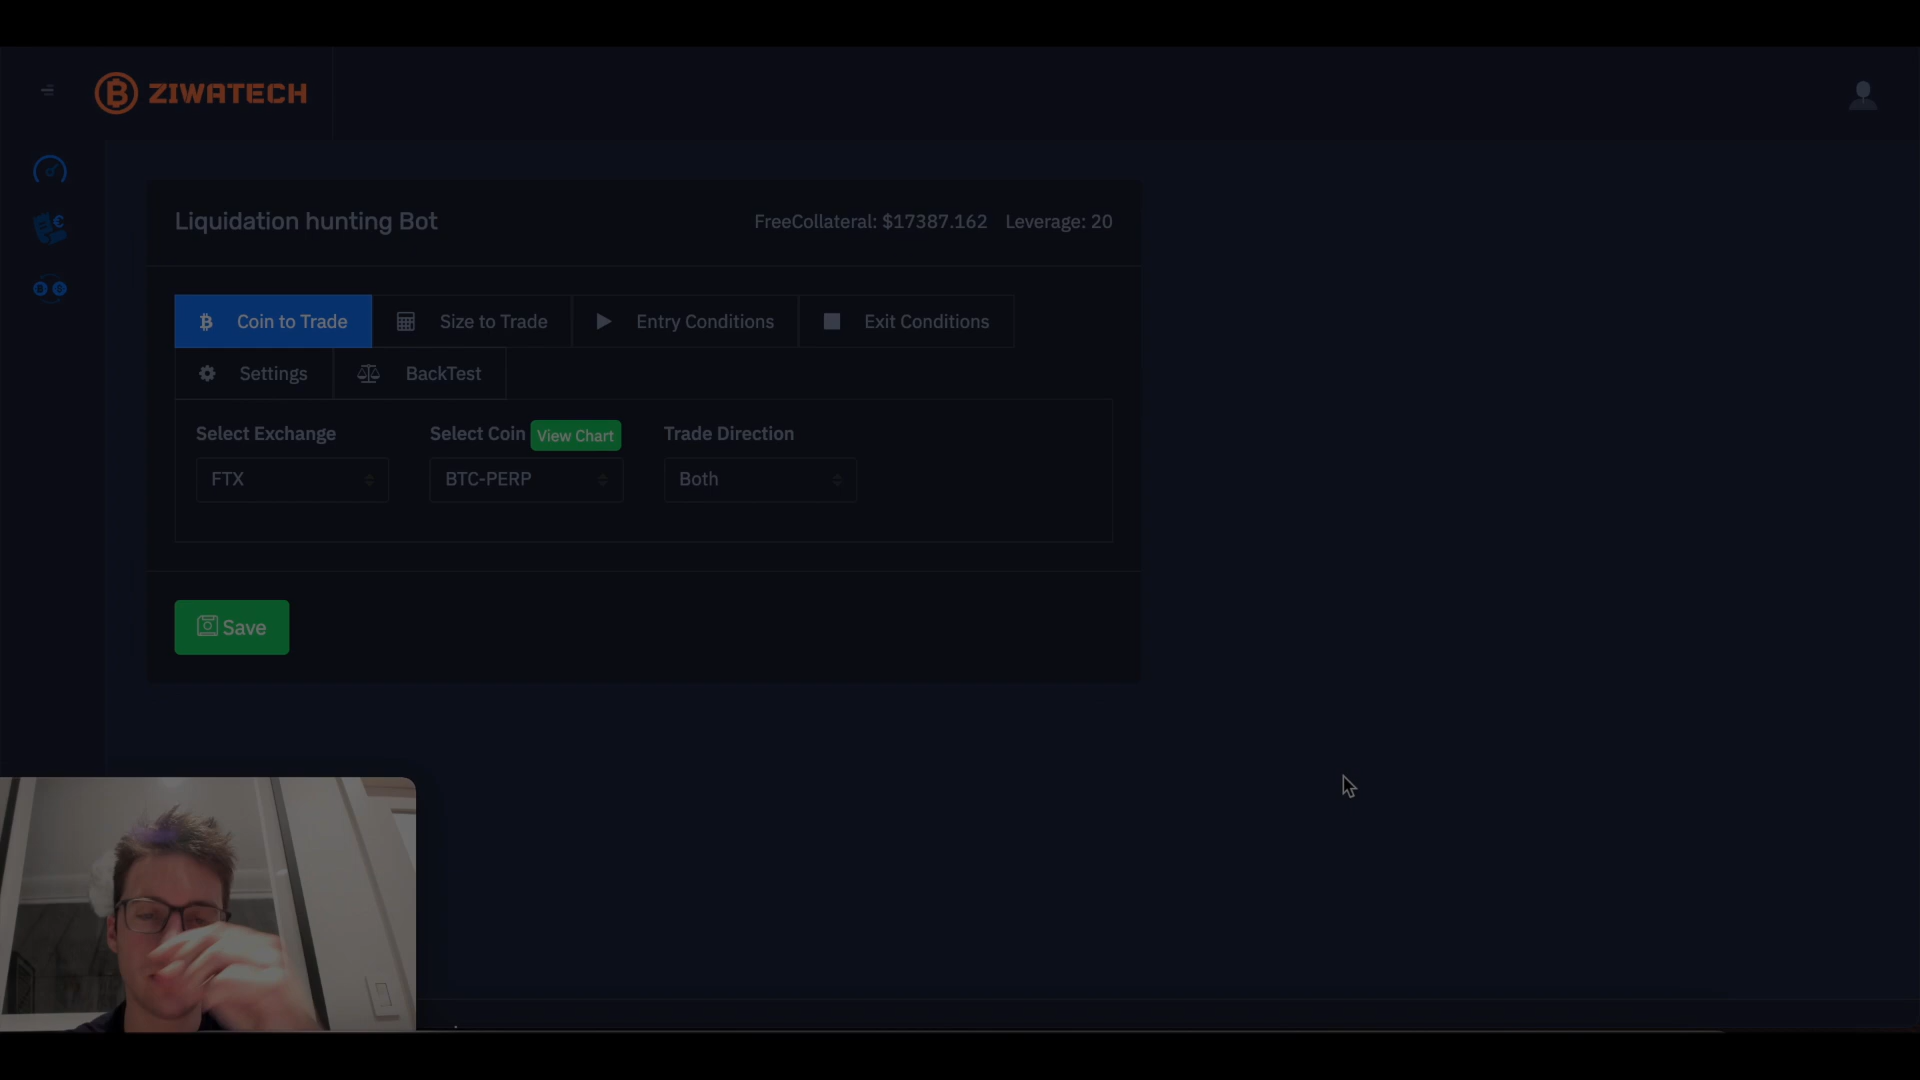 ZIWATECH
Liquidation hunting Bot
FreeCollateral: $17387.162 Leverage: 20
Coin to Trade
Size to Trade
Entry Conditions
Exit Conditions
Settings
BackTest
Select Exchange
Select Coin
View Chart
Trade Direction
FTX
BTC-PERP
Both
Save